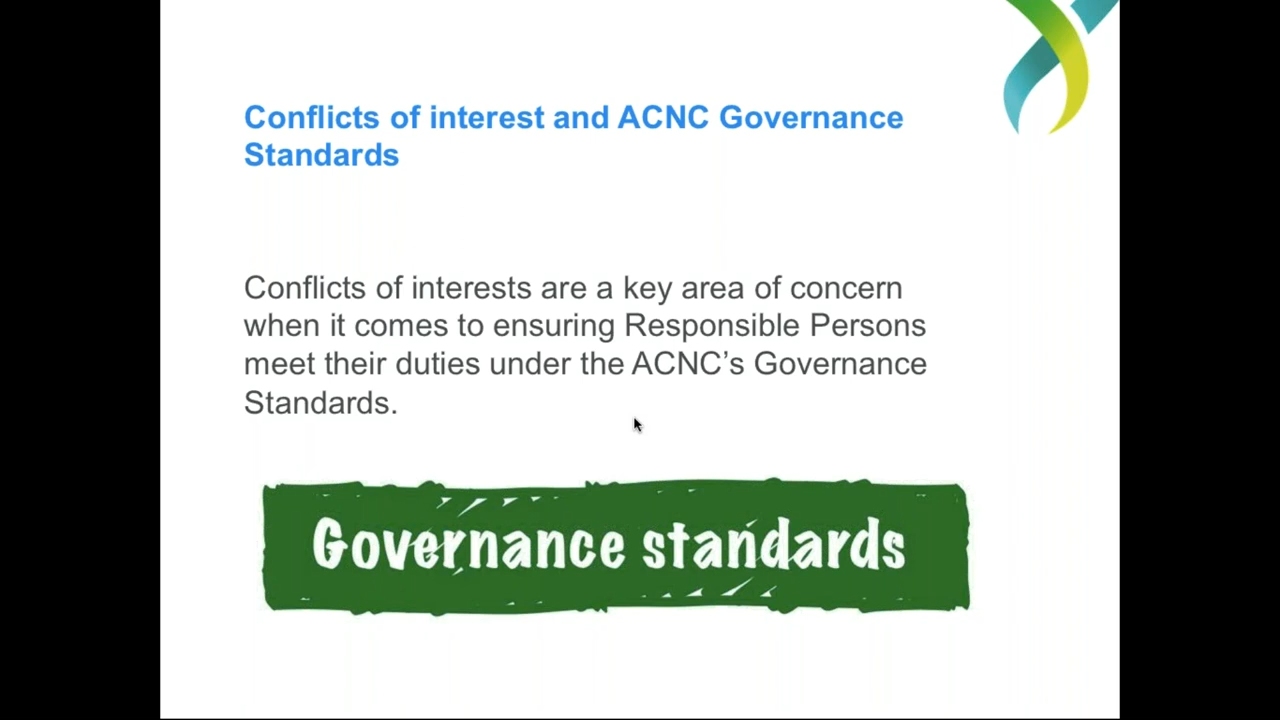 Conflicts of interest and ACNC Governance
Standards
Conflicts of interests are a key area of concern
when it comes to ensuring Responsible Persons
meet their duties under the ACNC’s Governance
Standards.
Governance standards